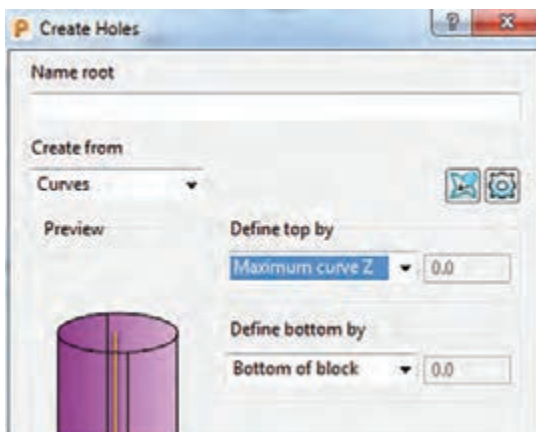 Create Holes
Name root
Create from
Curves
Preview
Define top by
Maximum curve Z 0.0
Define bottom by
Bottom of block 0.0